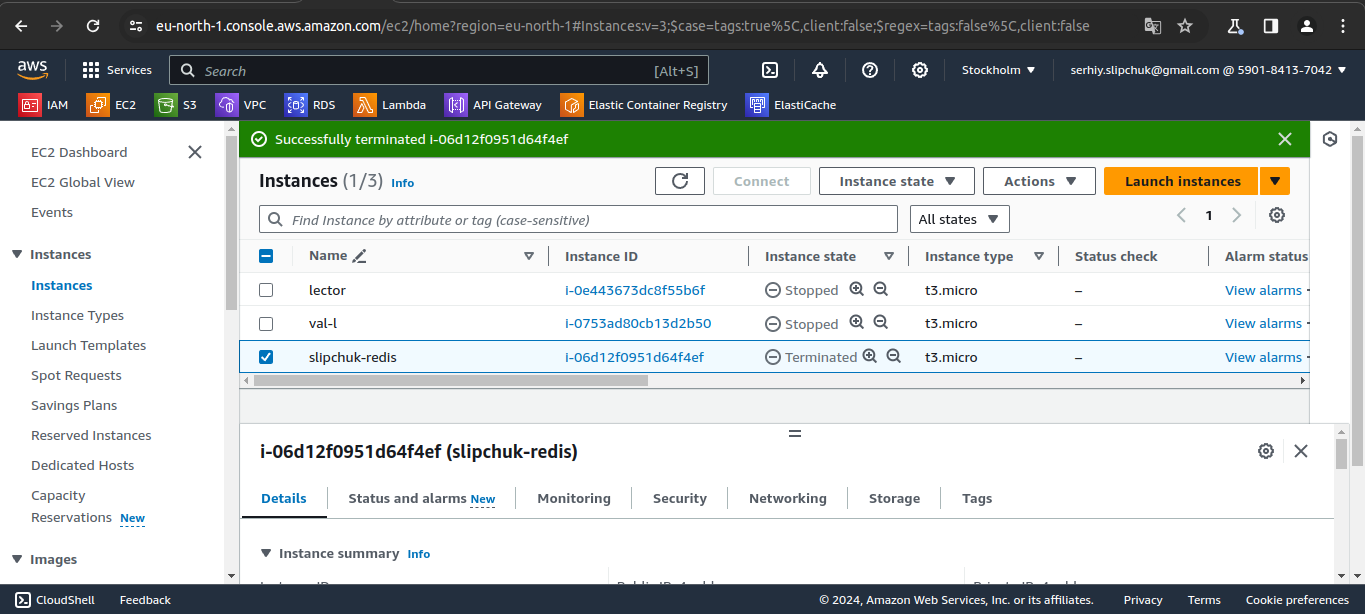 eu-north-1.console.aws.amazon.com/ec2/home?region=eu-north-1#Instances:v=3;$case=tags:true%5C,client:false;$regex=tags:false%5C,client:false
aws Services Search [Alt+S] Stockholm serhiy.slipchuk@gmail.com @ 5901-8413-7042
IAM EC2 S3 VPC RDS Lambda API Gateway Elastic Container Registry ElastiCache
EC2 Dashboard
EC2 Global View
Events
Instances
Instances
Instance Types
Launch Templates
Spot Requests
Savings Plans
Reserved Instances
Dedicated Hosts
Capacity
Reservations New
Images
Successfully terminated i-06d12f0951d64f4ef
Instances (1/3) Info
Connect Instance state Actions Launch instances
Find Instance by attribute or tag (case-sensitive) All states 1
Name Instance ID Instance state Instance type Status check Alarm status
lector i-0e443673dc8f55b6f Stopped t3.micro – View alarms
val-l i-0753ad80cb13d2b50 Stopped t3.micro – View alarms
slipchuk-redis i-06d12f0951d64f4ef Terminated t3.micro – View alarms
i-06d12f0951d64f4ef (slipchuk-redis)
Details Status and alarms New Monitoring Security Networking Storage Tags
Instance summary Info
CloudShell Feedback © 2024, Amazon Web Services, Inc. or its affiliates. Privacy Terms Cookie preferences